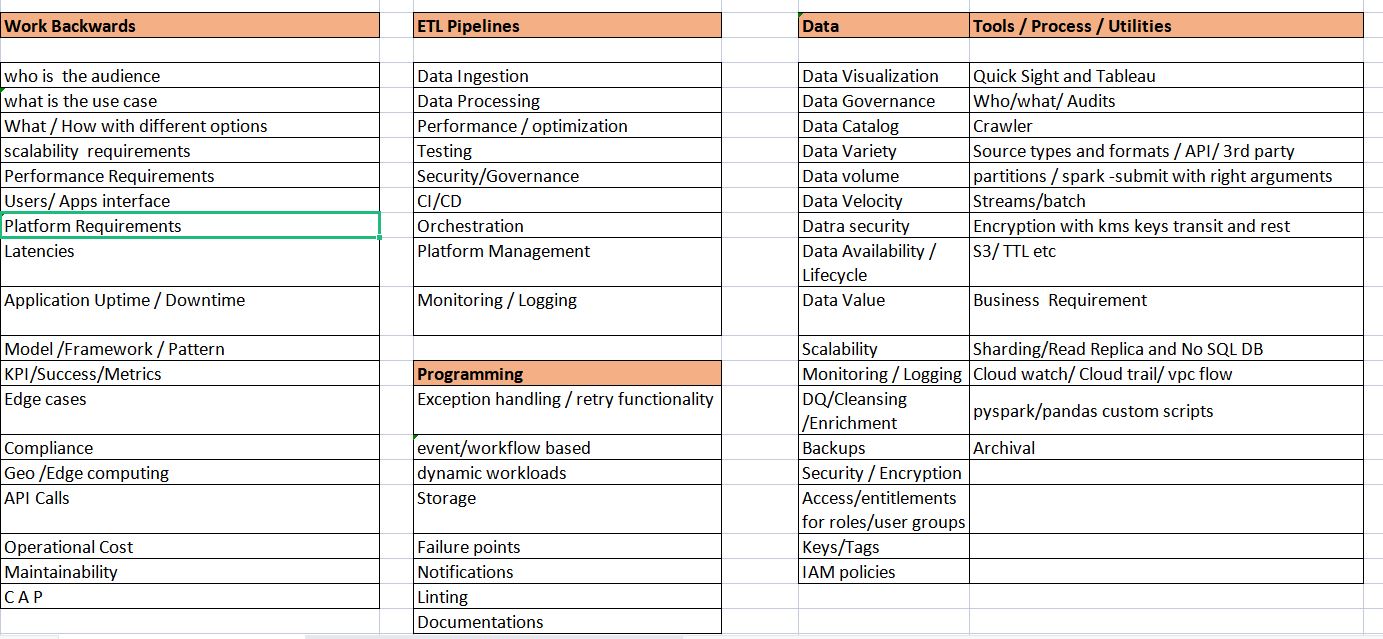 Work Backwards
who is  the audience
what is the use case
What / How with different options
scalability  requirements
Performance Requirements
Users/ Apps interface
Platform Requirements
Latencies
Application Uptime / Downtime
Model /Framework / Pattern
KPI/Success/Metrics
Edge cases
Compliance
Geo /Edge computing
API Calls
Operational Cost
Maintainability
C A P
ETL Pipelines
Data Ingestion
Data Processing
Performance / optimization
Testing
Security/Governance
CI/CD
Orchestration
Platform Management
Monitoring / Logging
Programming
Exception handling / retry functionality
event/workflow based
dynamic workloads
Storage
Failure points
Notifications
Linting
Documentations
Data Tools / Process / Utilities
Data Visualization Quick Sight and Tableau
Data Governance Who/what/ Audits
Data Catalog Crawler
Data Variety Source types and formats / API/ 3rd party
Data volume partitions / spark -submit with right arguments
Data Velocity Streams/batch
Datra security Encryption with kms keys transit and rest
Data Availability / S3/ TTL etc
Lifecycle
Data Value Business  Requirement
Scalability Sharding/Read Replica and No SQL DB
Monitoring / Logging Cloud watch/ Cloud trail/ vpc flow
DQ/Cleansing
/Enrichment pyspark/pandas custom scripts
Backups Archival
Security / Encryption
Access/entitlements
for roles/user groups
Keys/Tags
IAM policies